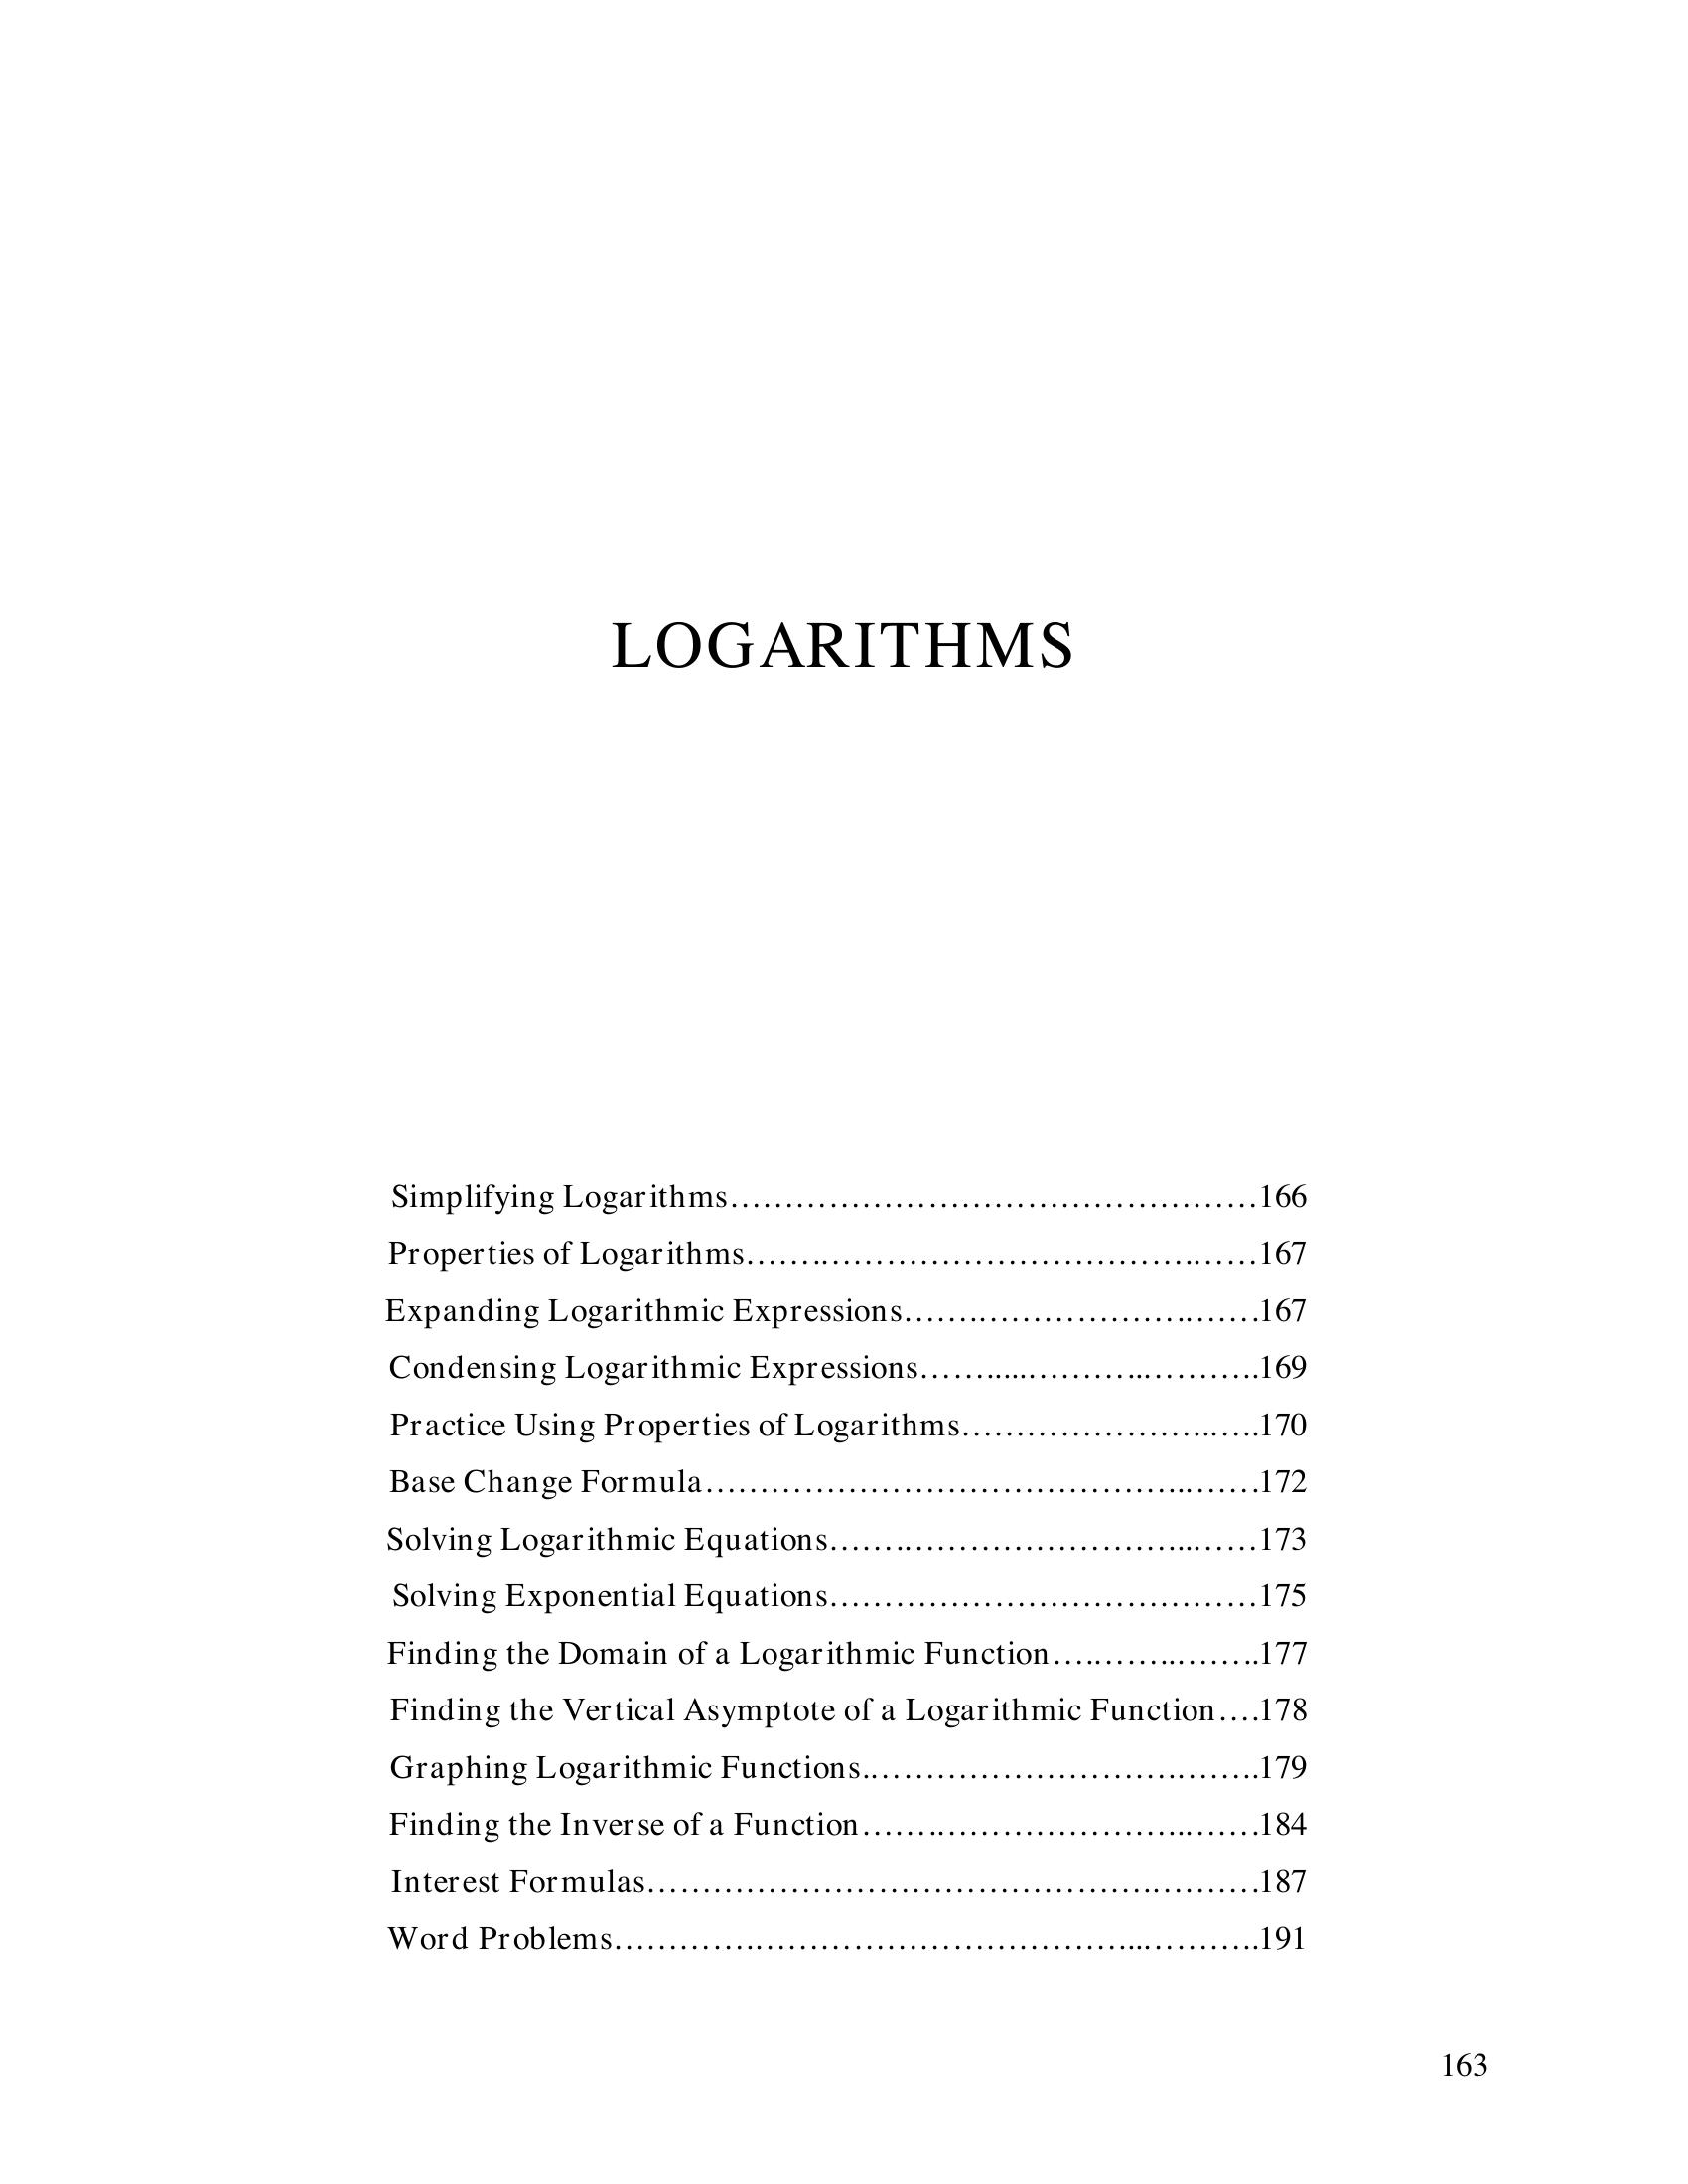 LOGARITHMS
Simplifying Logarithms…………………………………………166
Properties of Logarithms…….…………………………….……167
Expanding Logarithmic Expressions…….……………….…….167
Condensing Logarithmic Expressions…….....………..……….169
Practice Using Properties of Logarithms…………………..…..170
Base Change Formula…………………………………….…….172
Solving Logarithmic Equations…….……………………...……173
Solving Exponential Equations…………………………………175
Finding the Domain of a Logarithmic Function…..……..…….177
Finding the Vertical Asymptote of a Logarithmic Function….178
Graphing Logarithmic Functions..……………………….…….179
Finding the Inverse of a Function…….………………….…….184
Interest Formulas……………………………………….……….187
Word Problems………….……………………………...……….191
163